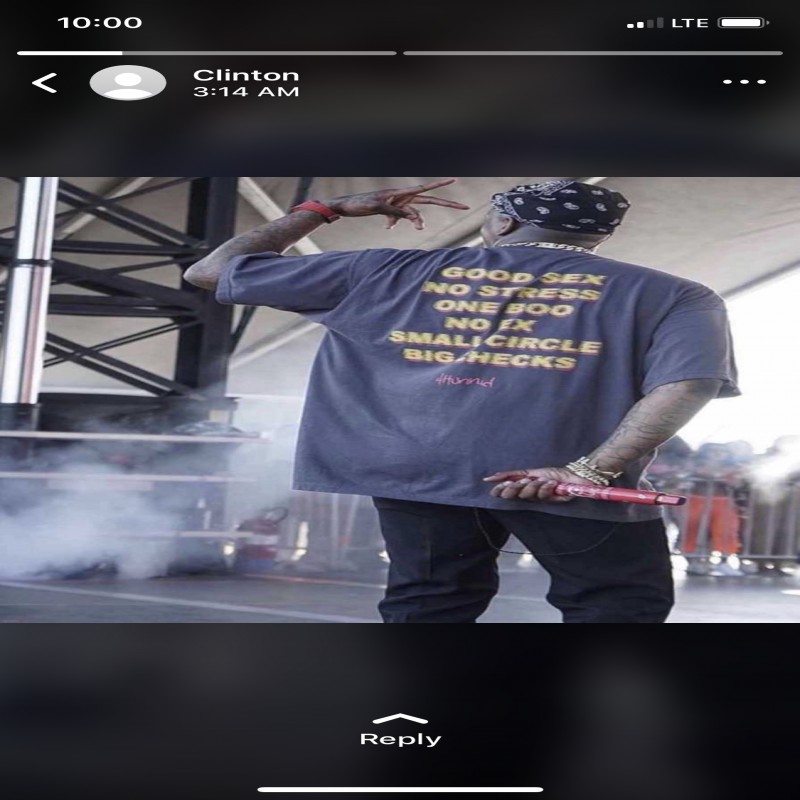 10:00
LTE
Clinton
3:14 AM
GOOD SEX
NO STRESS
ONE BOO
NO EX
SMALL CIRCLE
BIG CHECKS
4Hunnid
Reply